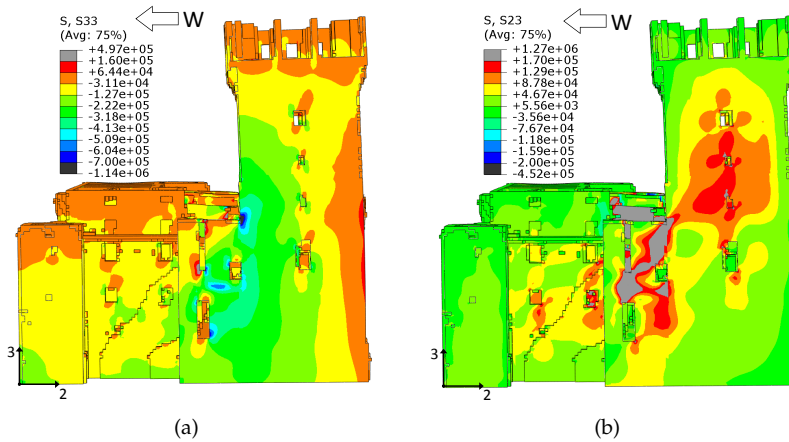 S, S33
(Avg: 75%)
+4.97e+05
+1.60e+05
+6.44e+04
-3.11e+04
-1.27e+05
-2.22e+05
-3.18e+05
-4.13e+05
-5.09e+05
-6.04e+05
-7.00e+05
-1.14e+06
W
3
2
(a)
S, S23
(Avg: 75%)
+1.27e+06
+1.70e+05
+1.29e+05
+8.78e+04
+4.67e+04
+5.56e+03
-3.56e+04
-7.67e+04
-1.18e+05
-1.59e+05
-2.00e+05
-4.52e+05
W
3
2
(b)